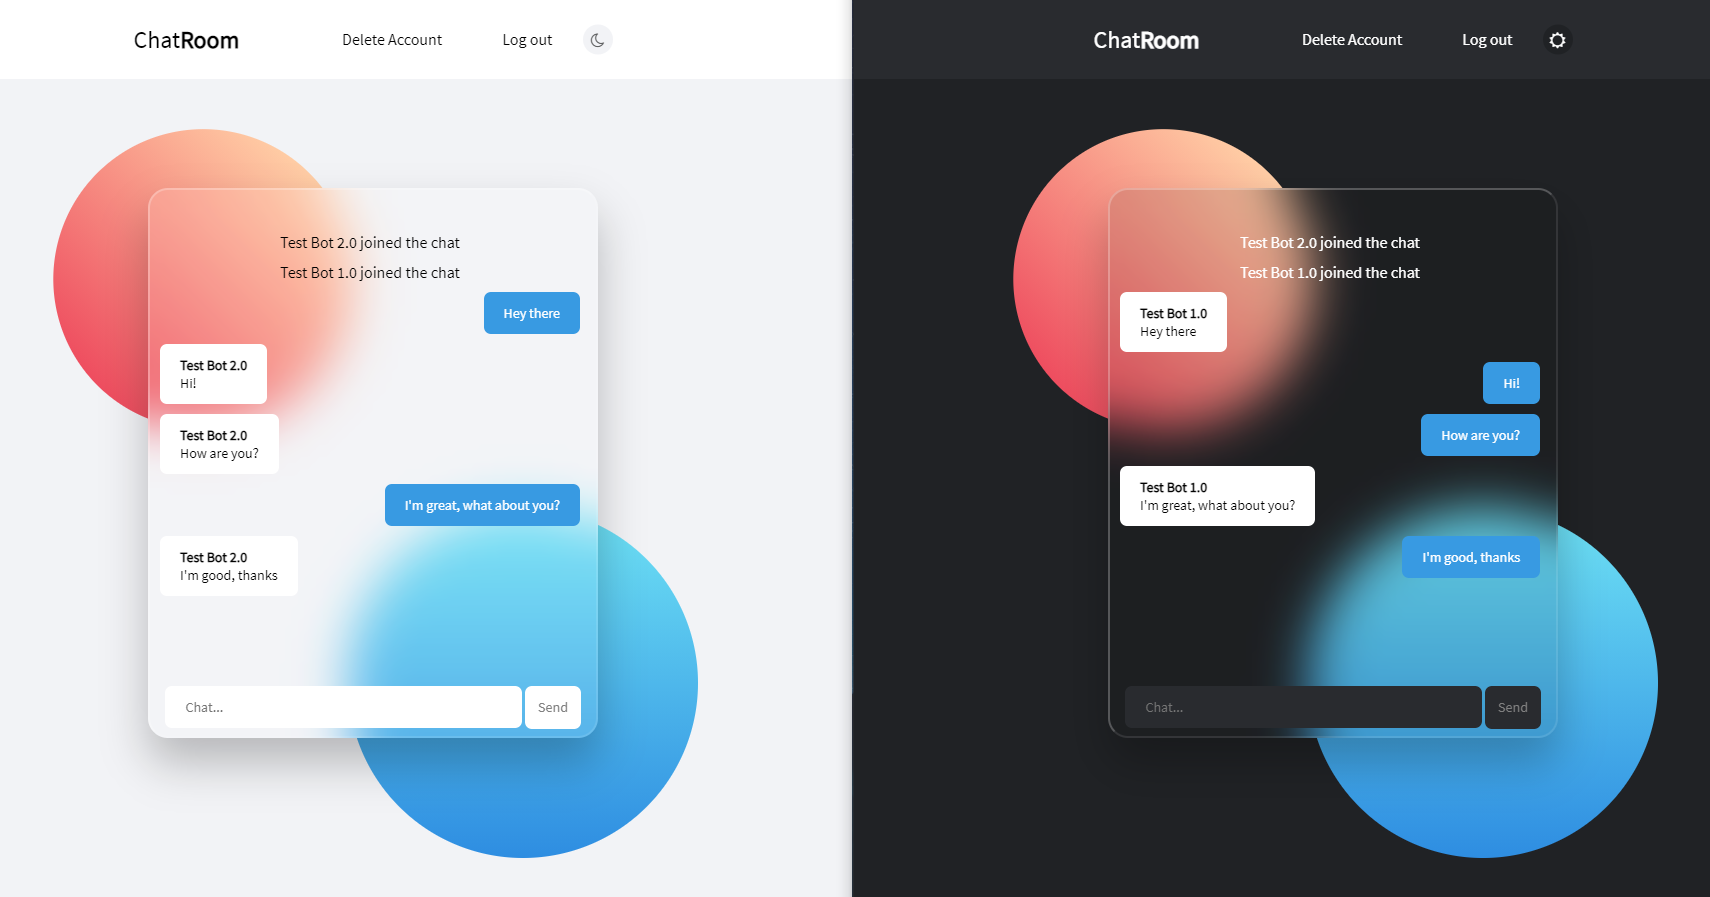 ChatRoom
Delete Account
Log out
Test Bot 2.0 joined the chat
Test Bot 1.0 joined the chat
Hey there
Test Bot 2.0
Hi!
Test Bot 2.0
How are you?
I'm great, what about you?
Test Bot 2.0
I'm good, thanks
Chat...
Send
ChatRoom
Delete Account
Log out
Test Bot 2.0 joined the chat
Test Bot 1.0 joined the chat
Test Bot 1.0
Hey there
Hi!
How are you?
Test Bot 1.0
I'm great, what about you?
I'm good, thanks
Chat...
Send